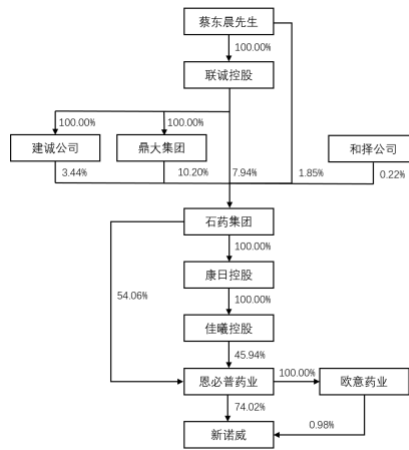 蔡东晨先生
100.00%
联诚控股
100.00%
100.00%
建诚公司
鼎大集团
和择公司
3.44%
10.20%
7.94%
1.85%
0.22%
石药集团
100.00%
康日控股
54.06%
100.00%
佳曦控股
45.94%
恩必普药业
100.00%
欧意药业
74.02%
0.98%
新诺威